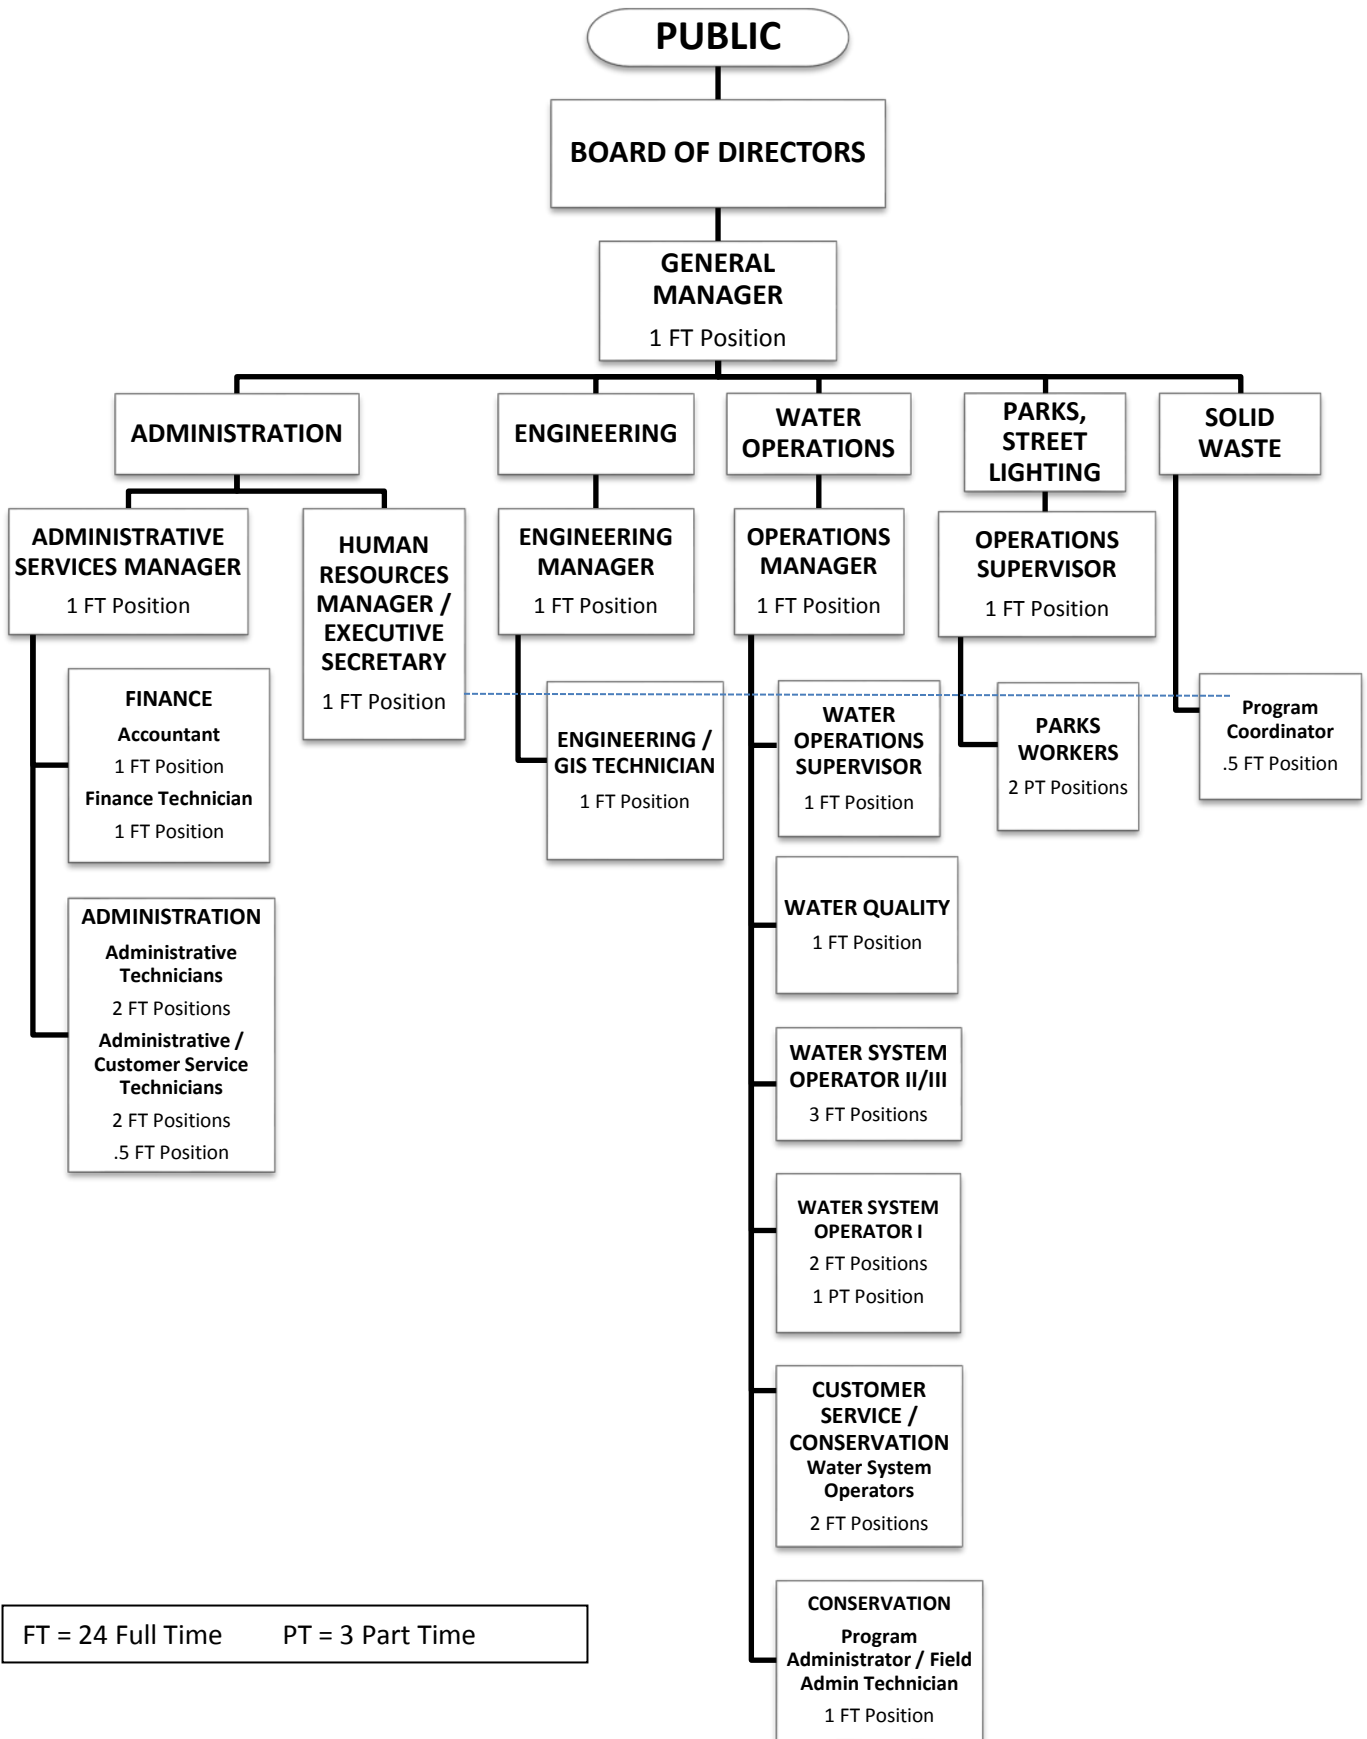 PUBLIC
BOARD OF DIRECTORS
GENERAL
MANAGER
1 FT Position
ADMINISTRATION
ENGINEERING
WATER
OPERATIONS
PARKS,
STREET
LIGHTING
SOLID
WASTE
ADMINISTRATIVE
SERVICES MANAGER
1 FT Position
HUMAN
RESOURCES
MANAGER /
EXECUTIVE
SECRETARY
1 FT Position
ENGINEERING
MANAGER
1 FT Position
OPERATIONS
MANAGER
1 FT Position
OPERATIONS
SUPERVISOR
1 FT Position
FINANCE
Accountant
1 FT Position
Finance Technician
1 FT Position
ENGINEERING /
GIS TECHNICIAN
1 FT Position
WATER
OPERATIONS
SUPERVISOR
1 FT Position
PARKS
WORKERS
2 PT Positions
Program
Coordinator
.5 FT Position
ADMINISTRATION
Administrative
Technicians
2 FT Positions
Administrative /
Customer Service
Technicians
2 FT Positions
.5 FT Position
WATER QUALITY
1 FT Position
WATER SYSTEM
OPERATOR II/III
3 FT Positions
WATER SYSTEM
OPERATOR I
2 FT Positions
1 PT Position
CUSTOMER
SERVICE /
CONSERVATION
Water System
Operators
2 FT Positions
CONSERVATION
Program
Administrator / Field
Admin Technician
1 FT Position
FT = 24 Full Time PT = 3 Part Time